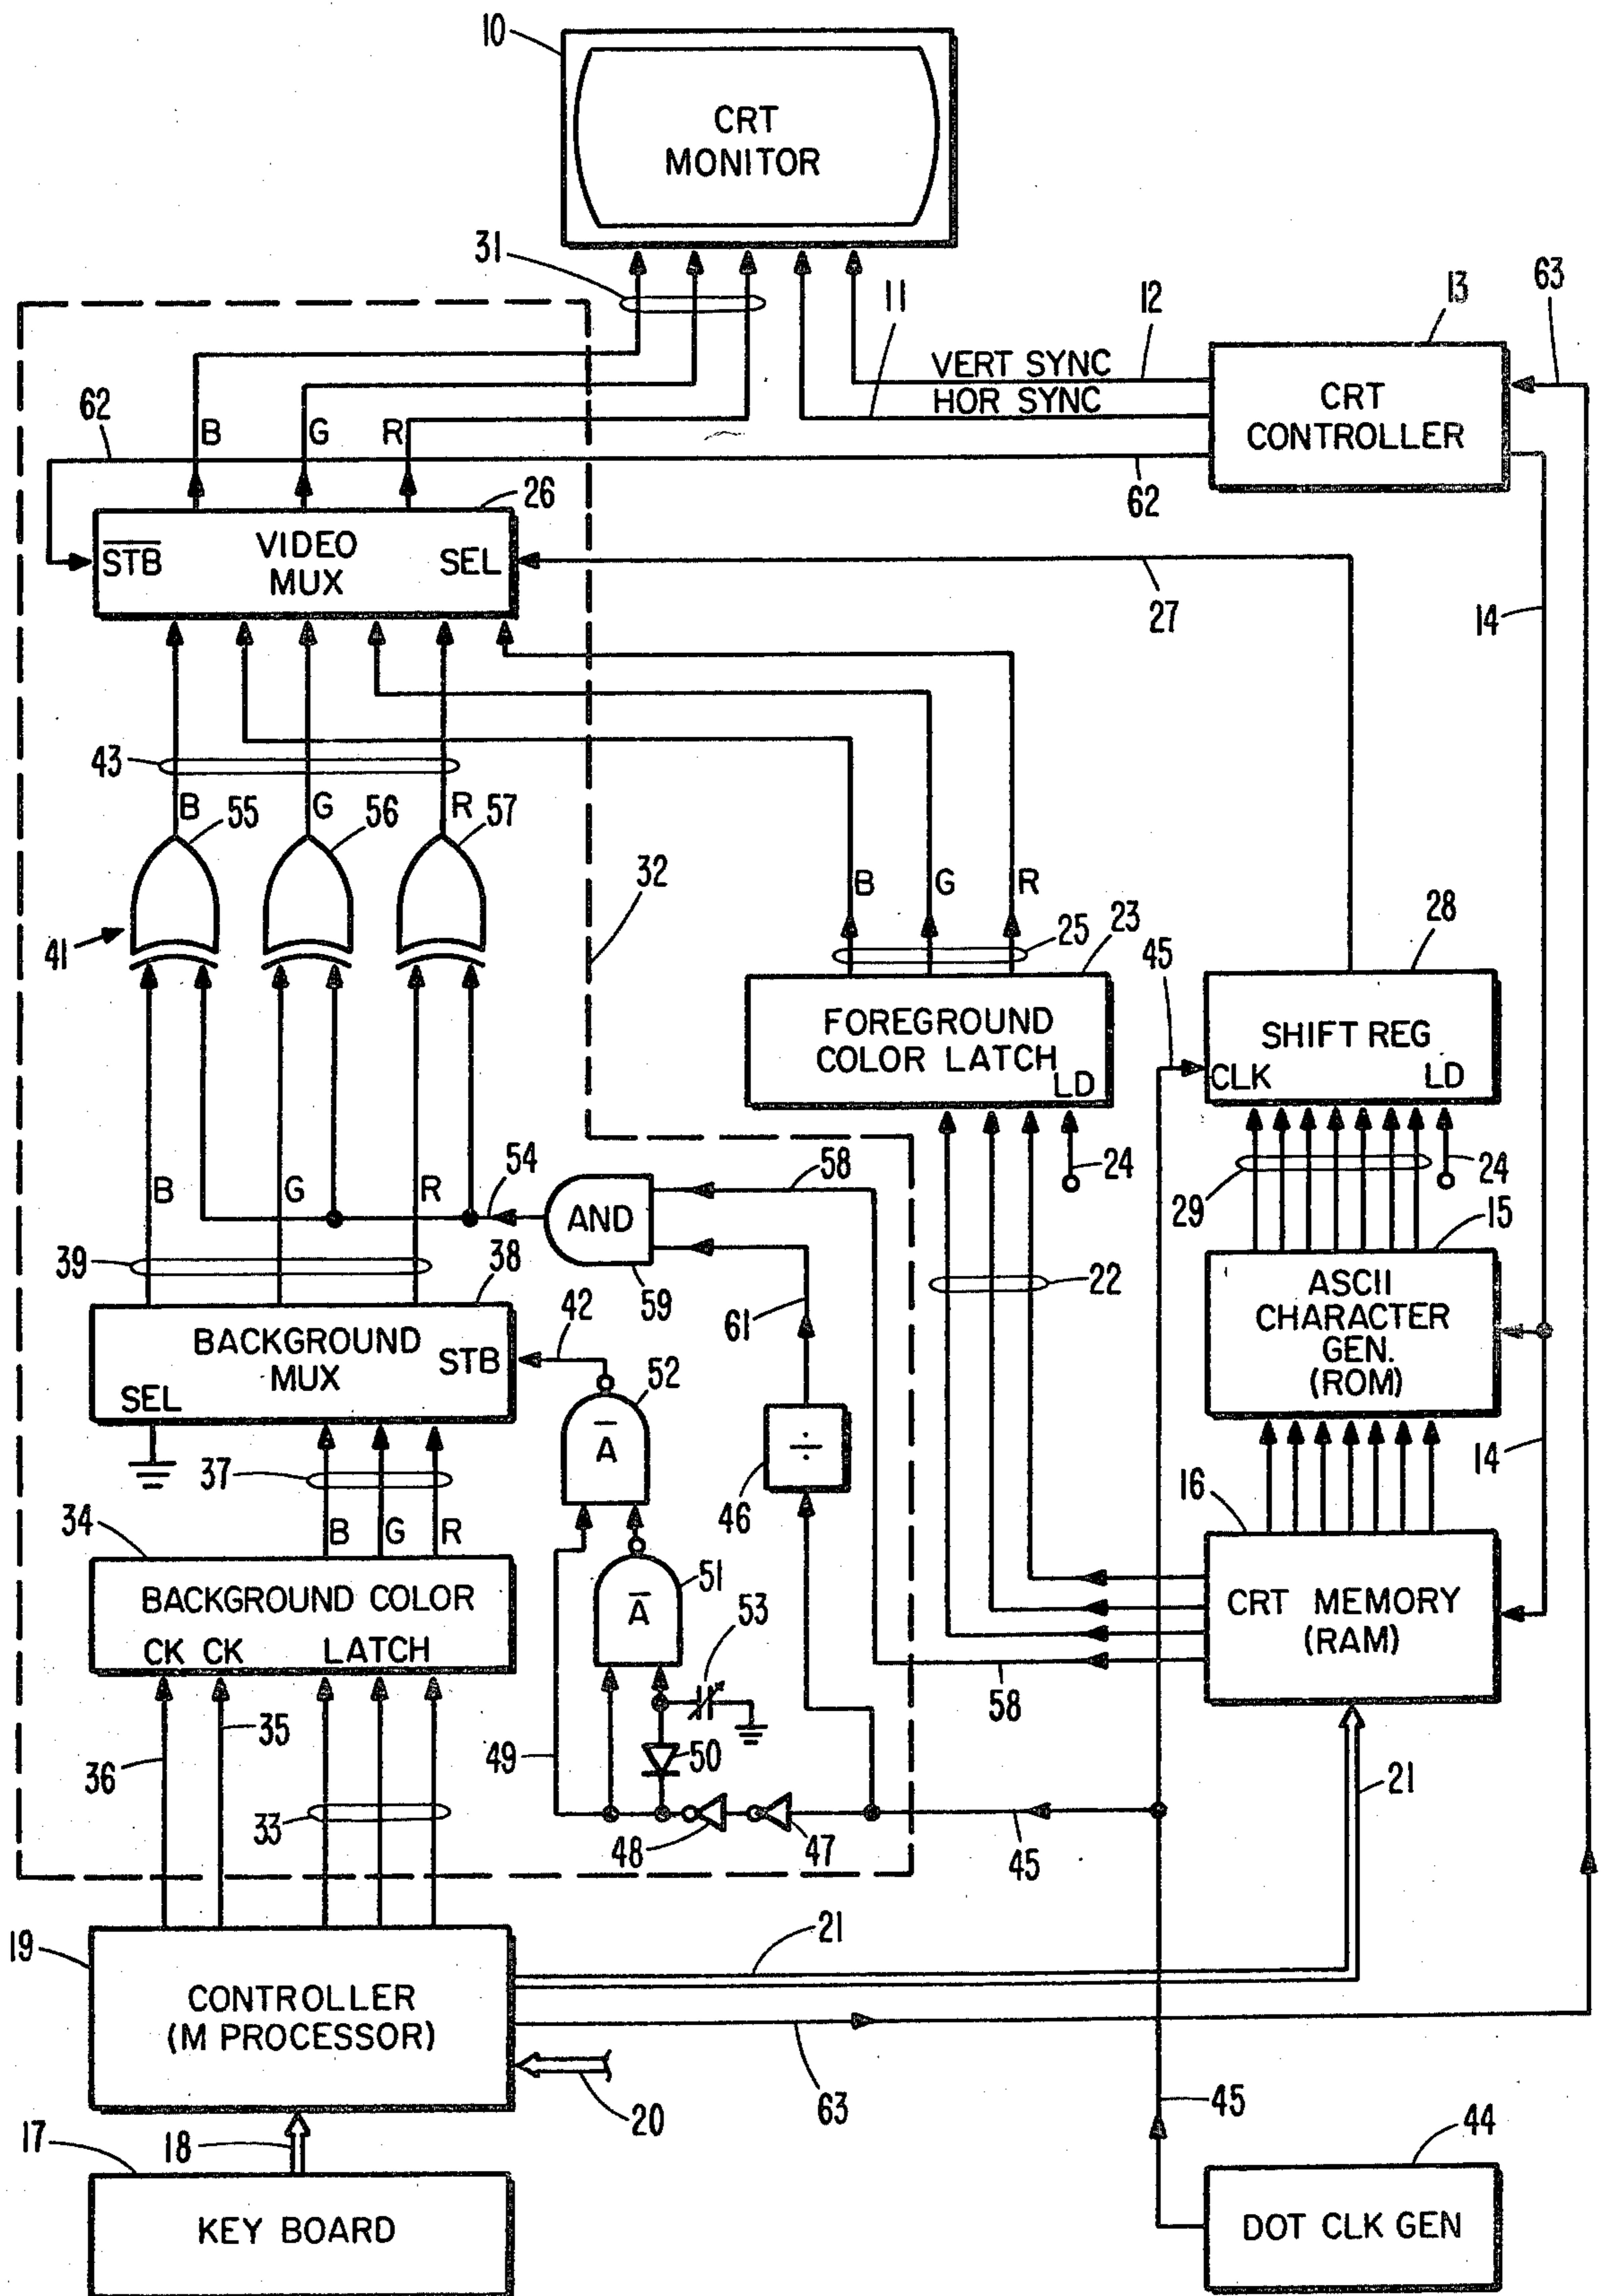 10
CRT
MONITOR
31
11
12
13
63
VERT SYNC
HOR SYNC
CRT
CONTROLLER
62
B
G
R
62
26
STB
VIDEO
MUX
SEL
27
14
43
B
G
R
55
56
57
32
B
G
R
41
25
23
45
28
FOREGROUND
COLOR LATCH
LD
SHIFT REG
CLK
LD
54
58
24
24
B
G
R
AND
29
15
39
38
59
22
42
61
BACKGROUND
MUX
STB
SEL
ASCII
CHARACTER
GEN.
(ROM)
52
A
37
46
÷
14
34
B
G
R
16
51
A
53
BACKGROUND COLOR
CK CK
LATCH
CRT MEMORY
(RAM)
58
35
36
49
50
21
33
48
47
45
19
21
CONTROLLER
(M PROCESSOR)
20
63
45
17
18
44
KEY BOARD
DOT CLK GEN